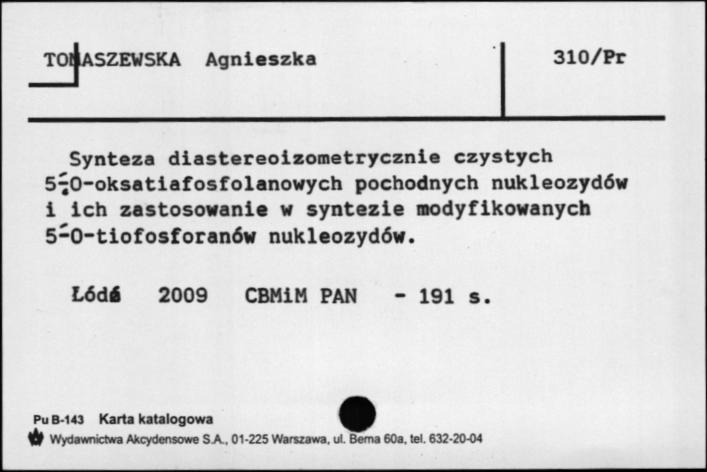 TOMASZEWSKA Agnieszka 310/Pr
Synteza diastereoizometrycznie czystych
5'-O-oksatiafosfolanowych pochodnych nukleozydów
i ich zastosowanie w syntezie modyfikowanych
5'-O-tiofosforanów nukleozydów.
Łódź 2009 CBMiM PAN - 191 s.
Pu B-143 Karta katalogowa
Wydawnictwa Akcydensowe S.A., 01-225 Warszawa, ul. Bema 60a, tel. 632-20-04